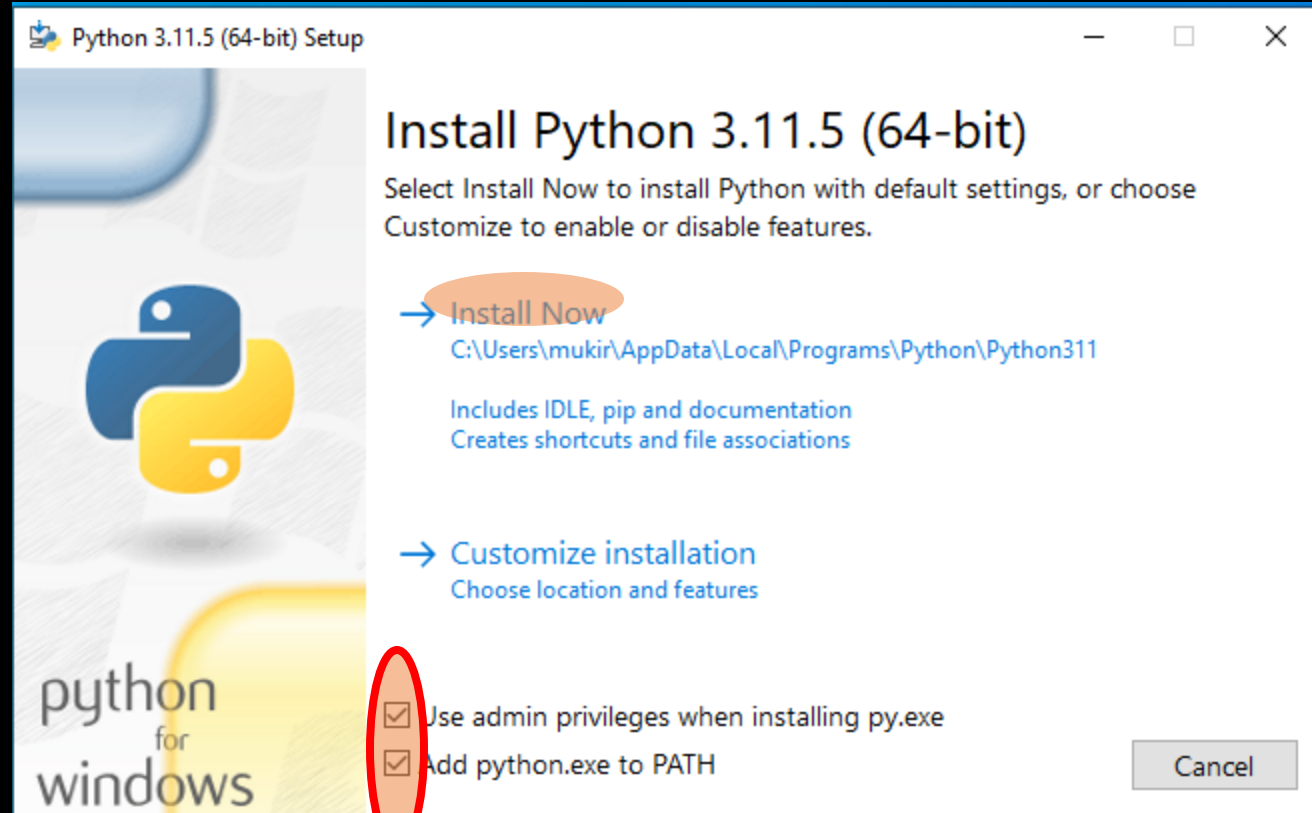 Python 3.11.5 (64-bit) Setup
Install Python 3.11.5 (64-bit)
Select Install Now to install Python with default settings, or choose
Customize to enable or disable features.
Install Now
C:\Users\mukir\AppData\Local\Programs\Python\Python311
Includes IDLE, pip and documentation
Creates shortcuts and file associations
Customize installation
Choose location and features
Use admin privileges when installing py.exe
Add python.exe to PATH
Cancel
python
for
windows